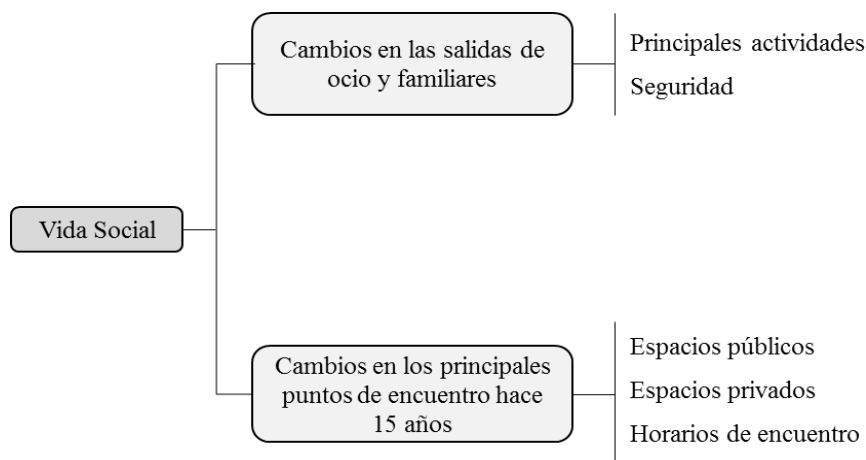 Cambios en las salidas de
ocio y familiares
Principales actividades
Seguridad
Vida Social
Cambios en los principales
puntos de encuentro hace
15 años
Espacios públicos
Espacios privados
Horarios de encuentro